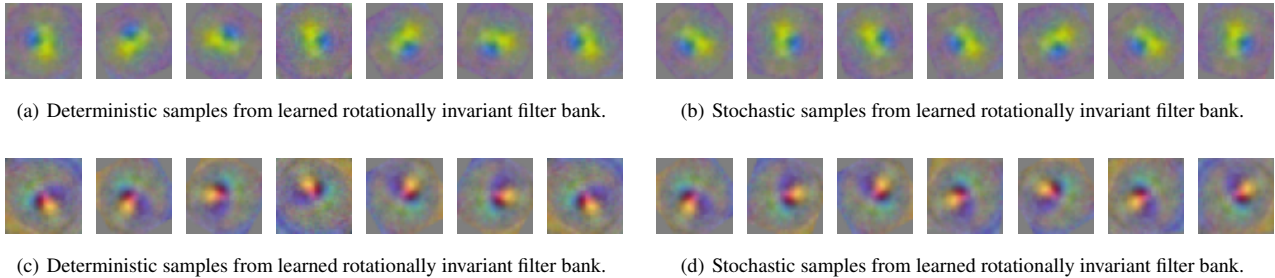 (a) Deterministic samples from learned rotationally invariant filter bank.
(b) Stochastic samples from learned rotationally invariant filter bank.
(c) Deterministic samples from learned rotationally invariant filter bank.
(d) Stochastic samples from learned rotationally invariant filter bank.